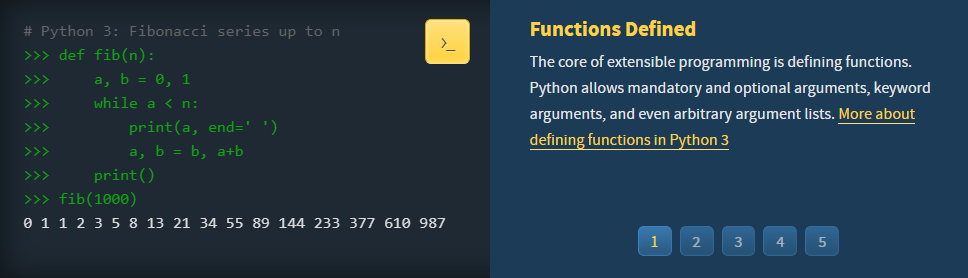 # Python 3: Fibonacci series up to n
>>> def fib(n):
>>>     a, b = 0, 1
>>>     while a < n:
>>>         print(a, end=' ')
>>>         a, b = b, a+b
>>>     print()
>>> fib(1000)
0 1 1 2 3 5 8 13 21 34 55 89 144 233 377 610 987
>_
Functions Defined
The core of extensible programming is defining functions.
Python allows mandatory and optional arguments, keyword
arguments, and even arbitrary argument lists. More about
defining functions in Python 3
1 2 3 4 5